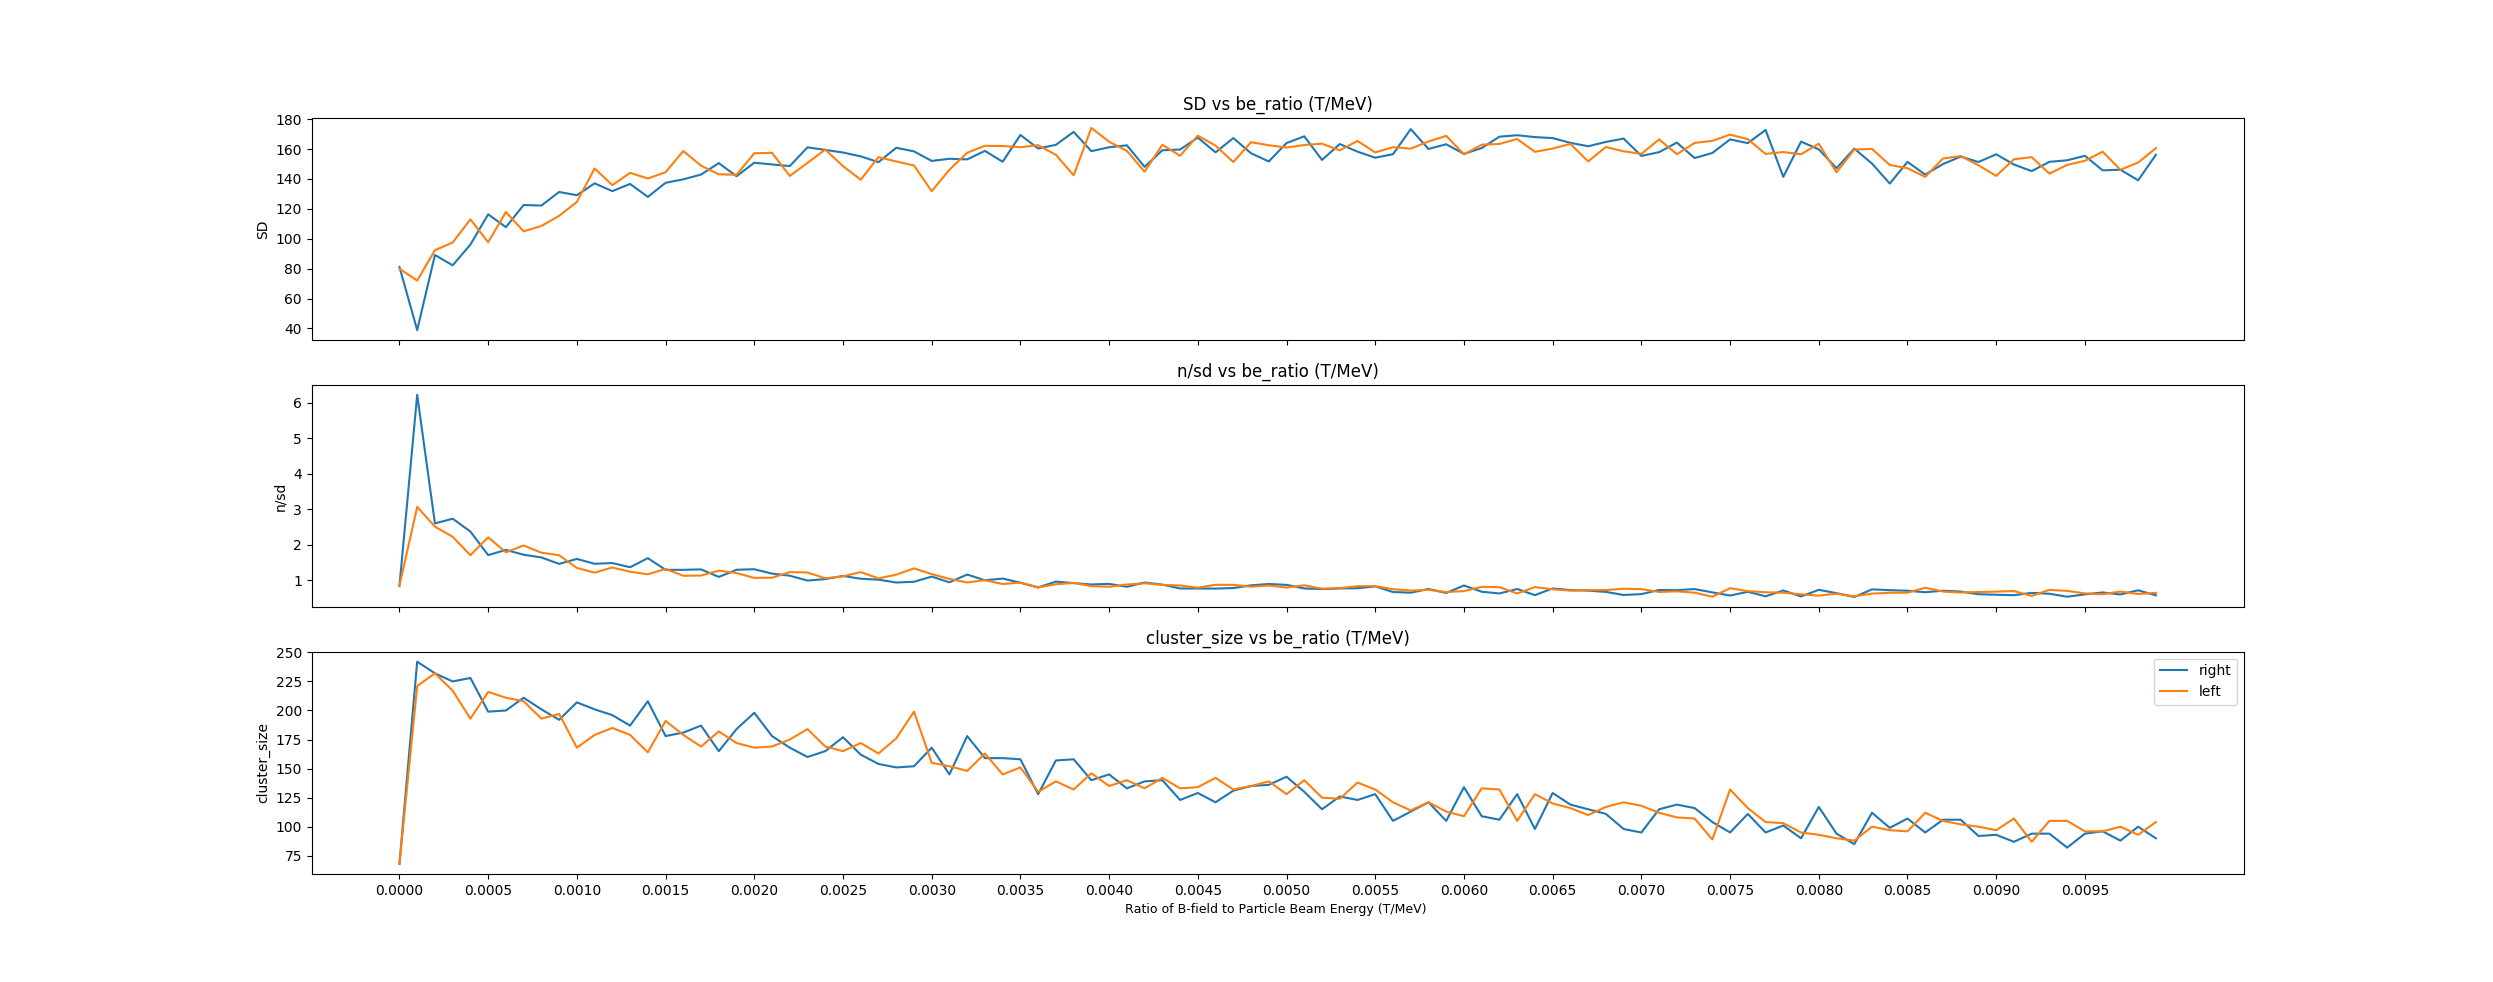 SD vs be_ratio (T/MeV)
180
160
140
120
100
80
60
40
SD
n/sd vs be_ratio (T/MeV)
6
5
4
3
2
1
n/sd
cluster_size vs be_ratio (T/MeV)
250
225
200
175
150
125
100
75
cluster_size
right
left
0.0000 0.0005 0.0010 0.0015 0.0020 0.0025 0.0030 0.0035 0.0040 0.0045 0.0050 0.0055 0.0060 0.0065 0.0070 0.0075 0.0080 0.0085 0.0090 0.0095
Ratio of B-field to Particle Beam Energy (T/MeV)